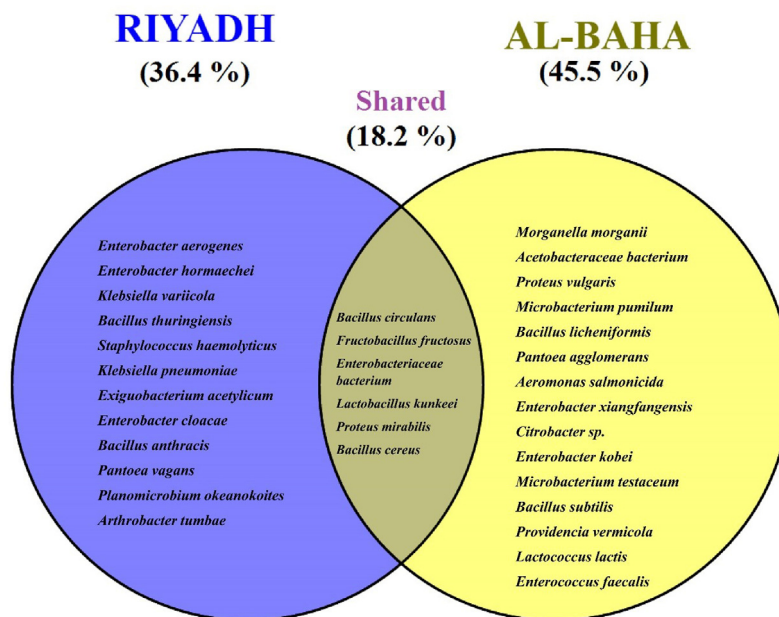 RIYADH
(36.4 %)
AL-BAHA
(45.5 %)
Shared
(18.2 %)
Enterobacter aerogenes
Enterobacter hormaechei
Klebsiella variicola
Bacillus thuringiensis
Staphylococcus haemolyticus
Klebsiella pneumoniae
Exiguobacterium acetylicum
Enterobacter cloacae
Bacillus anthracis
Pantoea vagans
Planomicrobium okeanokoites
Arthrobacter tumbae
Bacillus circulans
Fructobacillus fructosus
Enterobacteriaceae
bacterium
Lactobacillus kunkeei
Proteus mirabilis
Bacillus cereus
Morganella morganii
Acetobacteraceae bacterium
Proteus vulgaris
Microbacterium pumilum
Bacillus licheniformis
Pantoea agglomerans
Aeromonas salmonicida
Enterobacter xiangfangensis
Citrobacter sp.
Enterobacter kobei
Microbacterium testaceum
Bacillus subtilis
Providencia vermicola
Lactococcus lactis
Enterococcus faecalis